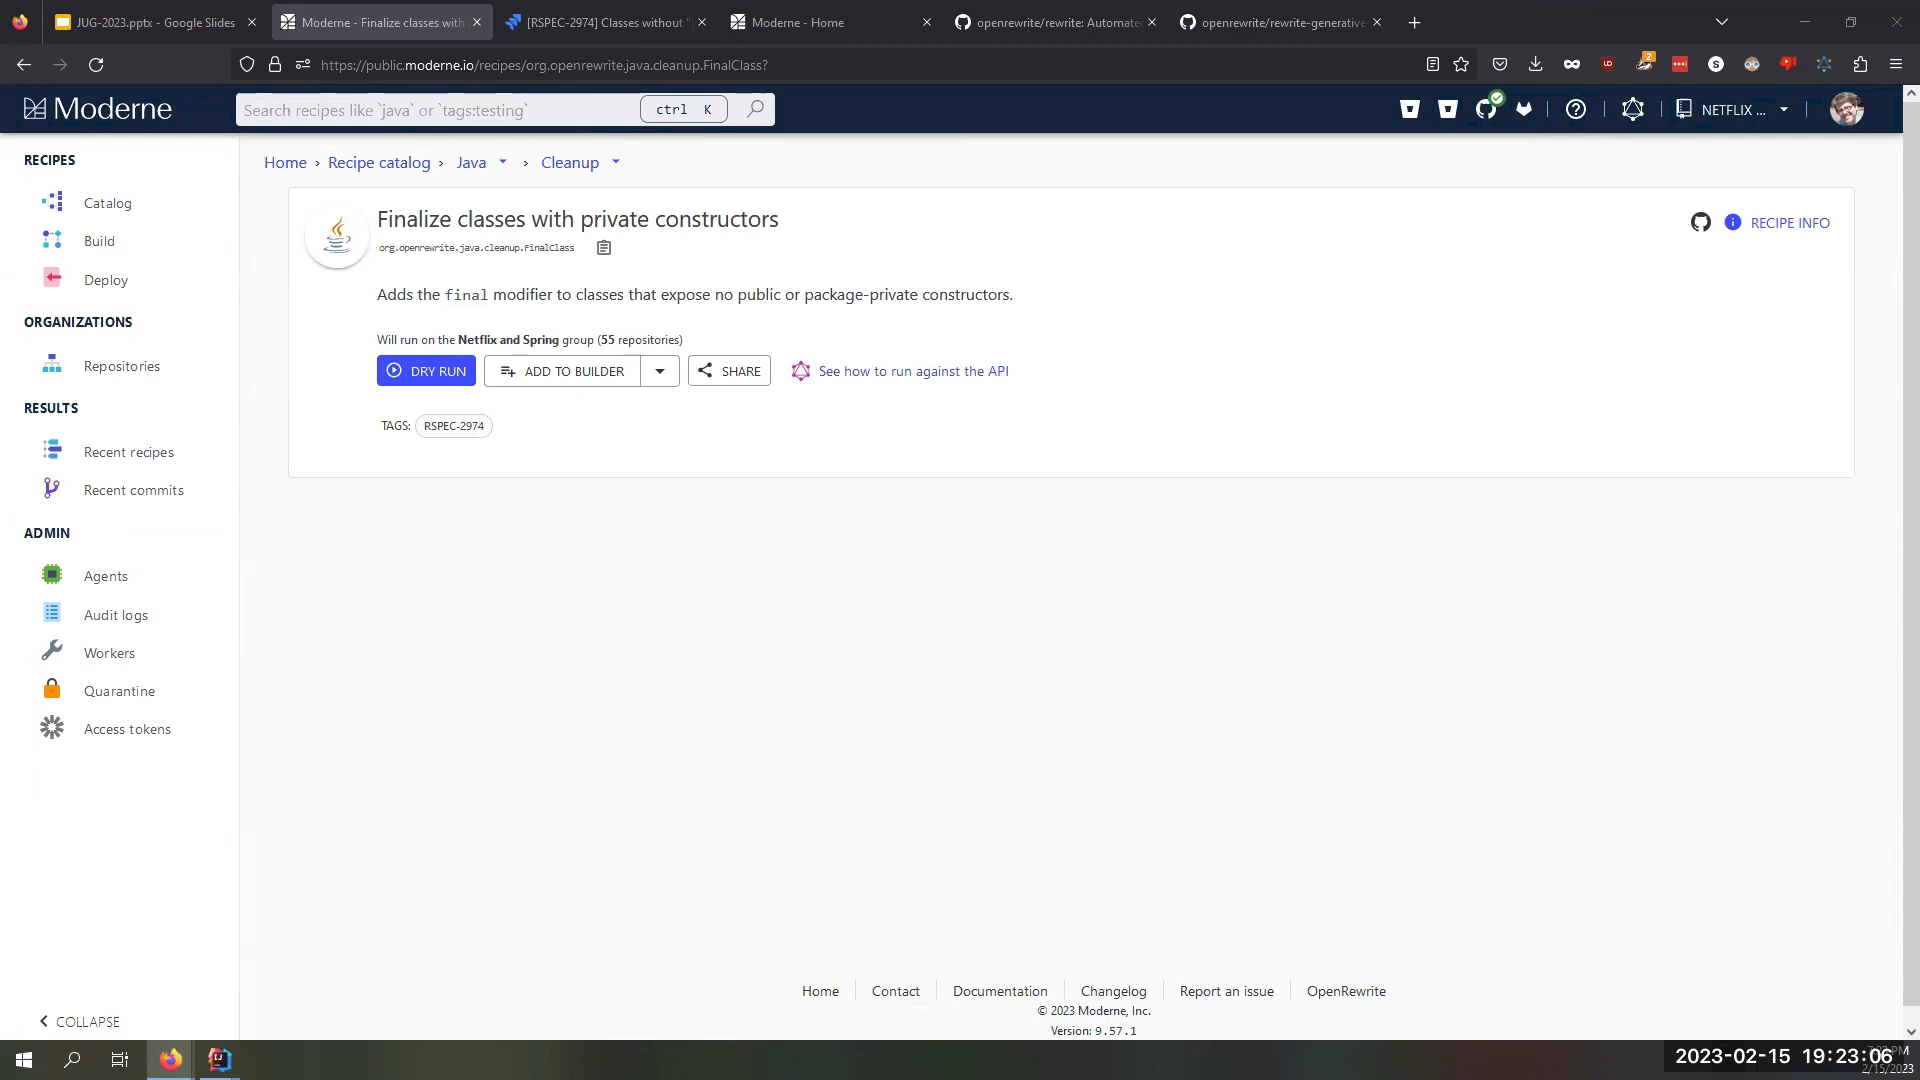 JUG-2023.pptx - Google Slides
Moderne - Finalize classes with
[RSPEC-2974] Classes without "
Moderne - Home
openrewrite/rewrite: Automate
openrewrite/rewrite-generative
https://public.moderne.io/recipes/org.openrewrite.java.cleanup.FinalClass?
2
Moderne
Search recipes like `java` or `tags:testing`
ctrl K
NETFLIX ...
RECIPES
Catalog
Build
Deploy
ORGANIZATIONS
Repositories
RESULTS
Recent recipes
Recent commits
ADMIN
Agents
Audit logs
Workers
Quarantine
Access tokens
COLLAPSE
Home › Recipe catalog › Java › Cleanup
Finalize classes with private constructors
org.openrewrite.java.cleanup.FinalClass
RECIPE INFO
Adds the final modifier to classes that expose no public or package-private constructors.
Will run on the Netflix and Spring group (55 repositories)
DRY RUN
ADD TO BUILDER
SHARE
See how to run against the API
TAGS: RSPEC-2974
Home
Contact
Documentation
Changelog
Report an issue
OpenRewrite
© 2023 Moderne, Inc.
Version: 9.57.1
2023-02-15 19:23:06
2/15/2023